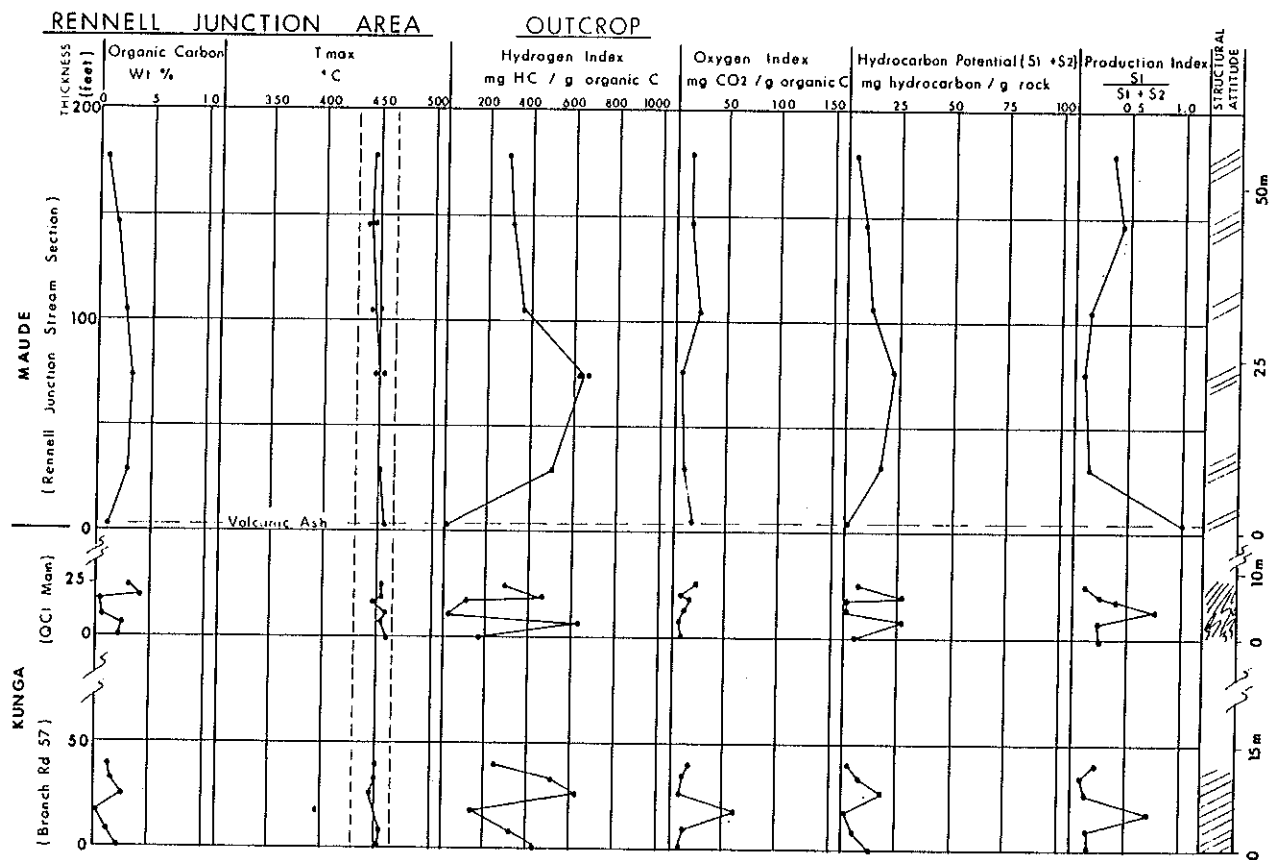 RENNELL JUNCTION AREA OUTCROP
THICKNESS (feet)
Organic Carbon
Wt %
0 5 10
Tmax
°C
300 350 400 450 500
Hydrogen Index
mg HC / g organic C
200 400 600 800 1000
Oxygen Index
mg CO2 / g organic C
50 100 150
Hydrocarbon Potential (S1 +S2)
mg hydrocarbon / g rock
25 50 75 100
Production Index
S1
S1 + S2
0.5 1.0
STRUCTURAL ATTITUDE
200
100
0
MAUDE
(Rennell Junction Stream Section)
50m
25
0
Volcanic Ash
KUNGA
(QCI Main)
25
0
10m
0
(Branch Rd 57)
50
0
15m
0